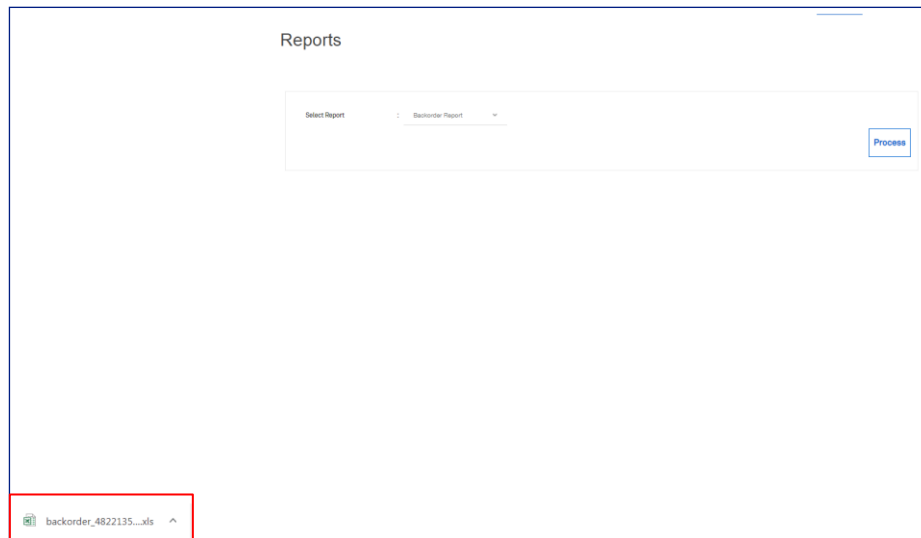 Reports
Select Report : Backorder Report
Process
backorder_4822135....xls